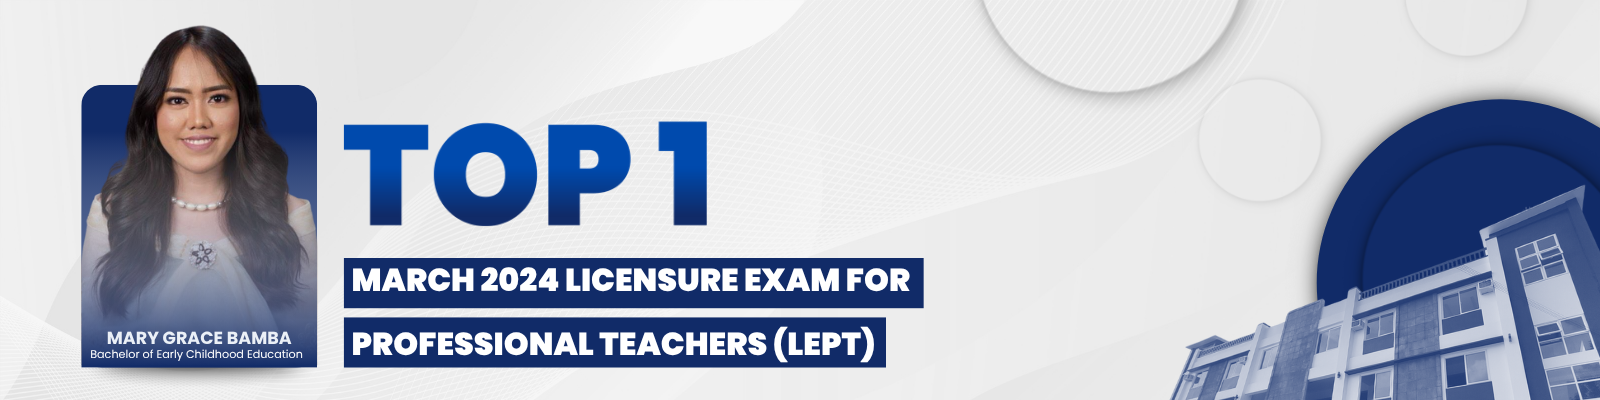 TOP 1
MARCH 2024 LICENSURE EXAM FOR
PROFESSIONAL TEACHERS (LEPT)
MARY GRACE BAMBA
Bachelor of Early Childhood Education